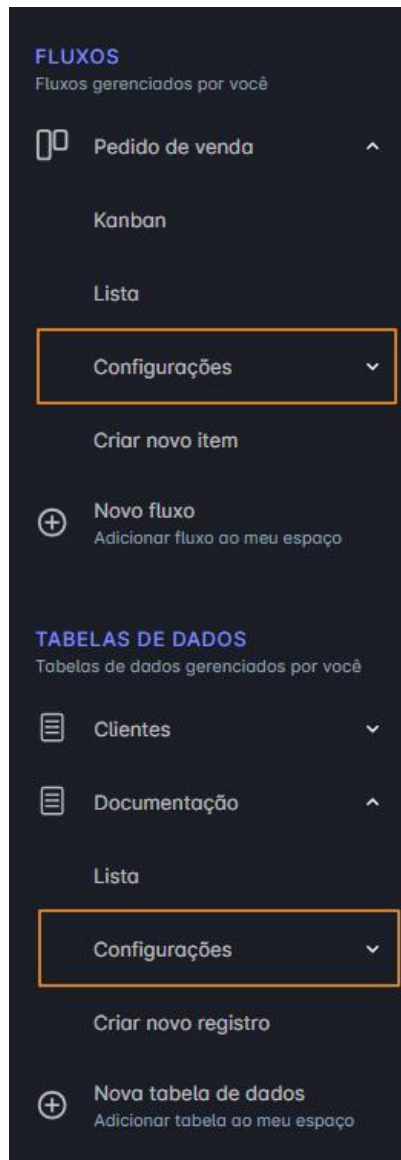 FLUXOS
Fluxos gerenciados por você
Pedido de venda
Kanban
Lista
Configurações
Criar novo item
Novo fluxo
Adicionar fluxo ao meu espaço
TABELAS DE DADOS
Tabelas de dados gerenciados por você
Clientes
Documentação
Lista
Configurações
Criar novo registro
Nova tabela de dados
Adicionar tabela ao meu espaço